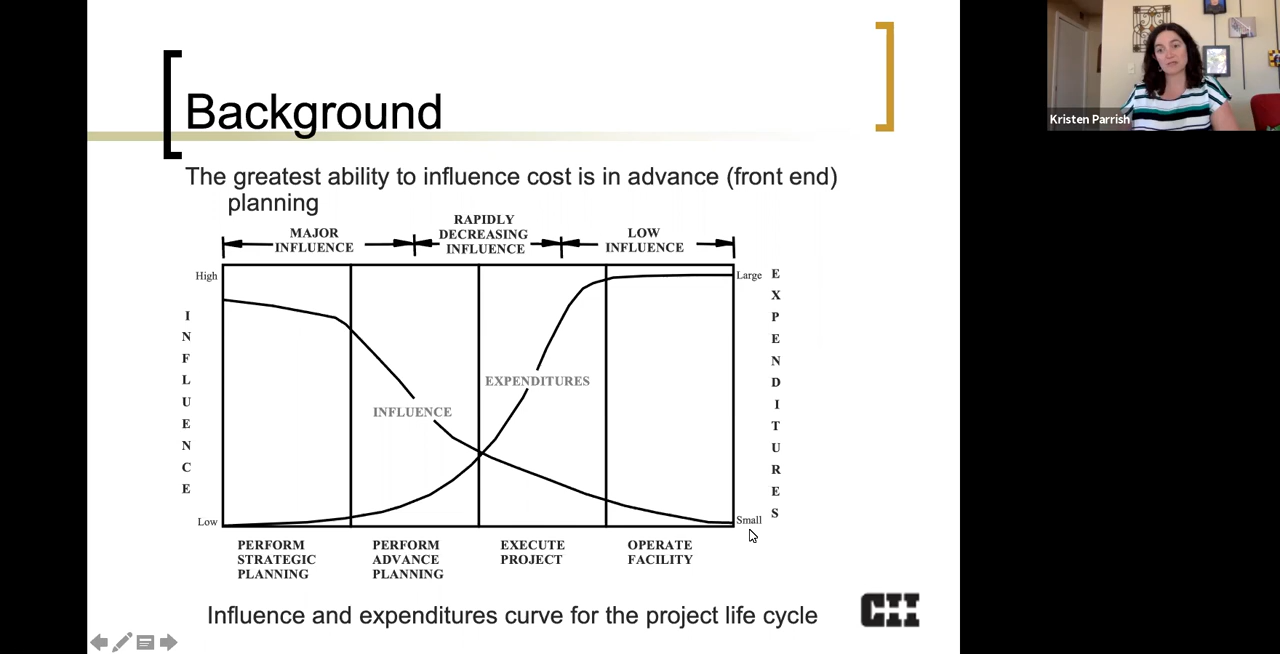 Background
The greatest ability to influence cost is in advance (front end)
planning
MAJOR
INFLUENCE
RAPIDLY
DECREASING
INFLUENCE
LOW
INFLUENCE
High
Large
INFLUENCE
EXPENDITURES
EXPENDITURES
INFLUENCE
Low
Small
PERFORM
STRATEGIC
PLANNING
PERFORM
ADVANCE
PLANNING
EXECUTE
PROJECT
OPERATE
FACILITY
Influence and expenditures curve for the project life cycle
CII
Kristen Parrish